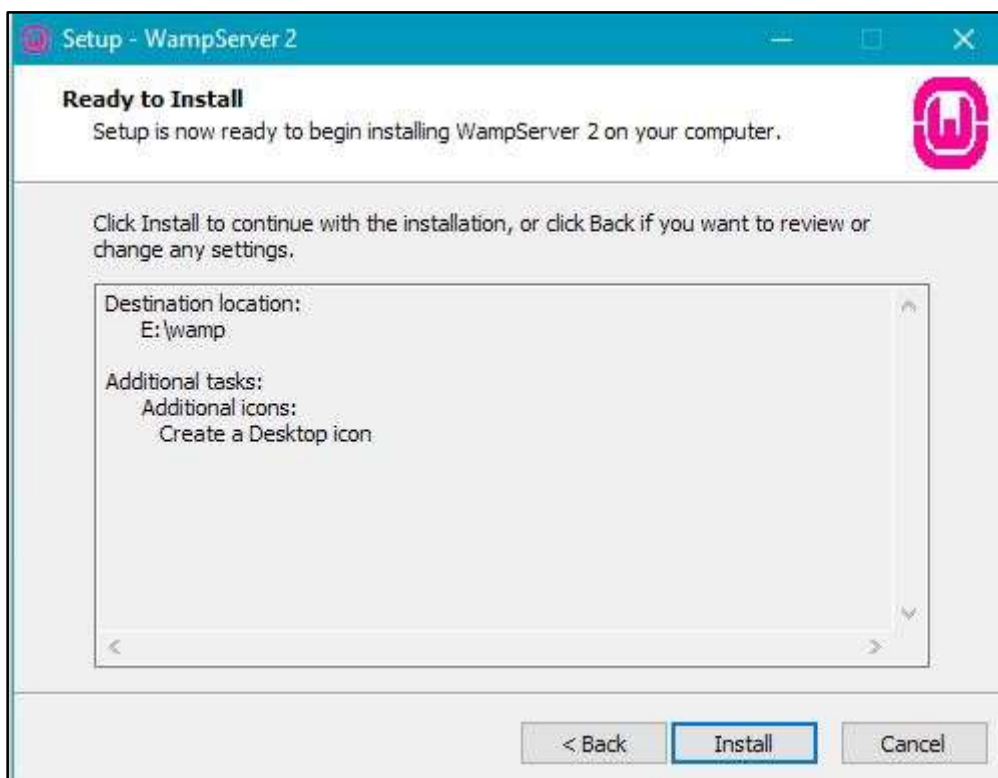 Setup - WampServer 2
Ready to Install
Setup is now ready to begin installing WampServer 2 on your computer.
Click Install to continue with the installation, or click Back if you want to review or
change any settings.
Destination location:
E:\wamp
Additional tasks:
Additional icons:
Create a Desktop icon
< Back
Install
Cancel